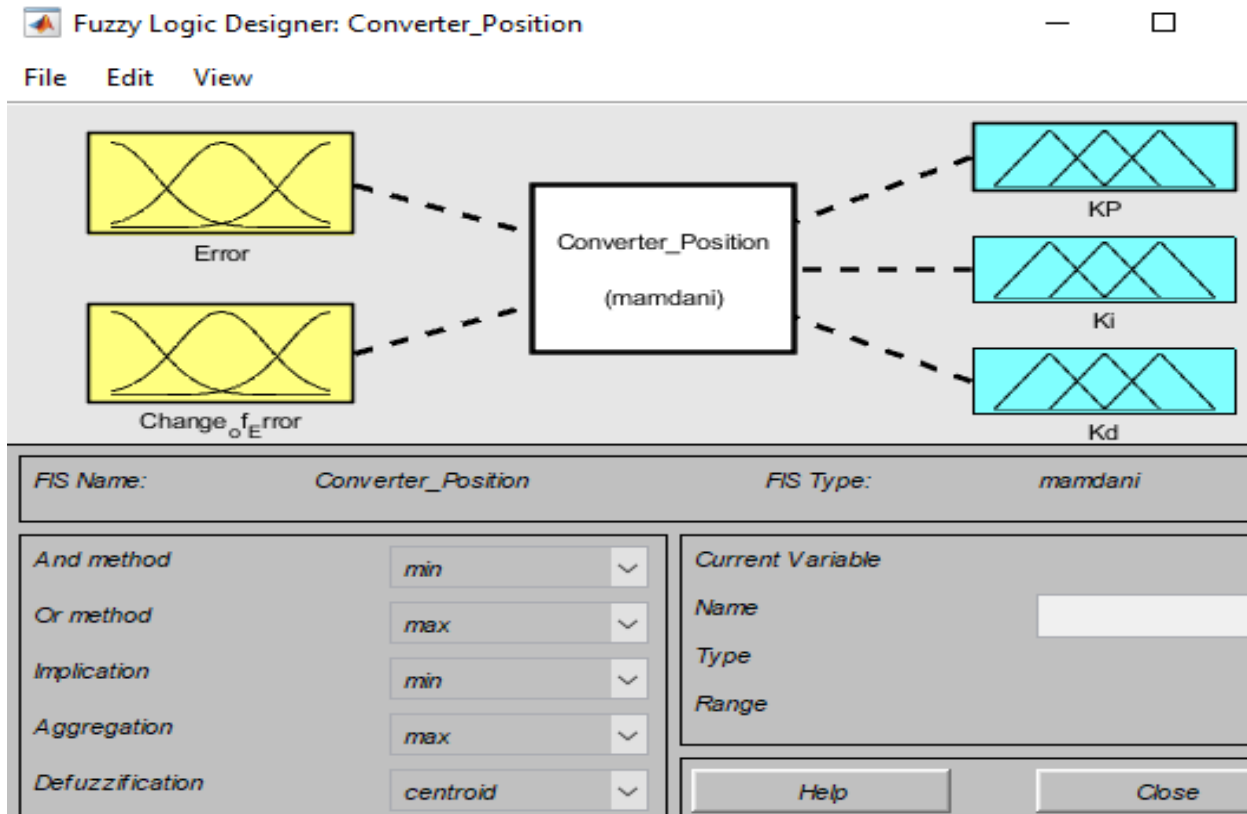 Fuzzy Logic Designer: Converter_Position
File Edit View
Error
Change_of_Error
Converter_Position
(mamdani)
KP
Ki
Kd
FIS Name: Converter_Position FIS Type: mamdani
And method min
Or method max
Implication min
Aggregation max
Defuzzification centroid
Current Variable
Name
Type
Range
Help Close